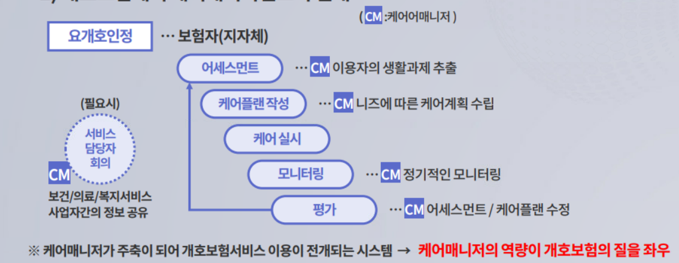 ( CM :케어매니저 )
요개호인정 ⋯ 보험자(지자체)
어세스먼트 ⋯ CM 이용자의 생활과제 추출
케어플랜 작성 ⋯ CM 니즈에 따른 케어계획 수립
(필요시)
서비스
담당자
회의
케어 실시
CM
모니터링 ⋯ CM 정기적인 모니터링
보건/의료/복지서비스
사업자간의 정보 공유
평가 ⋯ CM 어세스먼트 / 케어플랜 수정
※ 케어매니저가 주축이 되어 개호보험서비스 이용이 전개되는 시스템 → 케어매니저의 역량이 개호보험의 질을 좌우